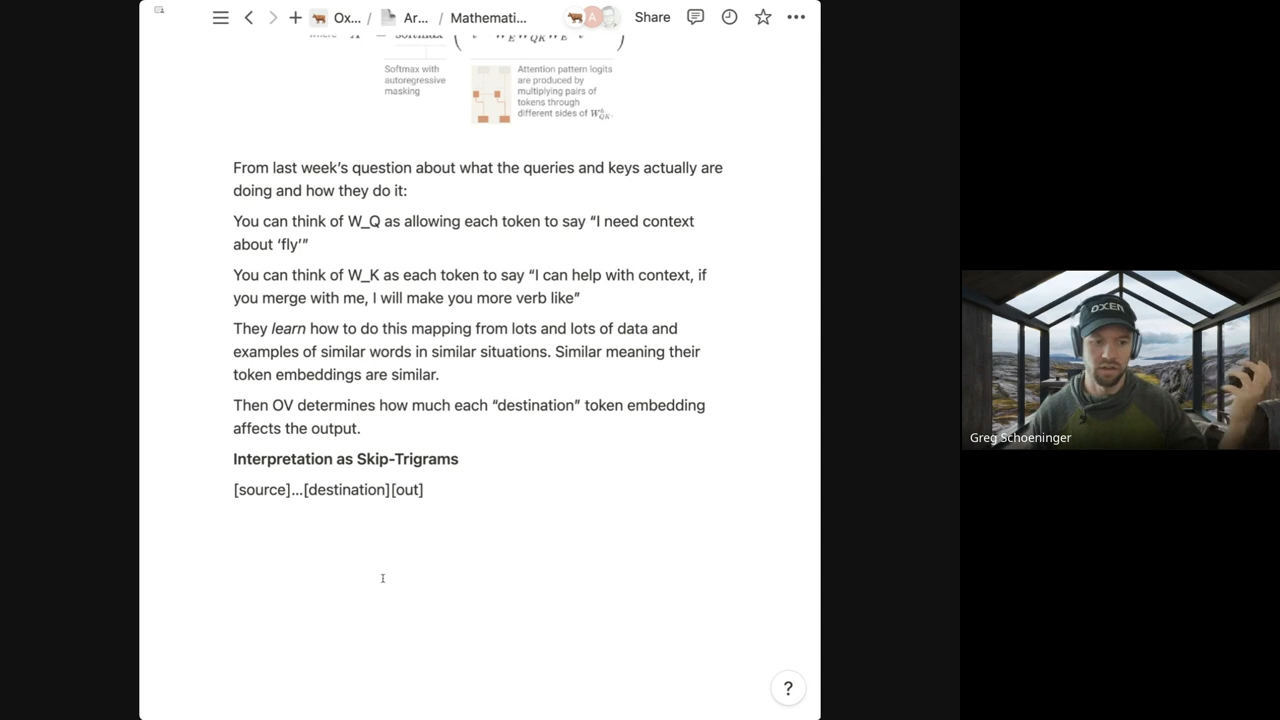 Ox... / Ar... / Mathemati... A Share
where A = softmax ( t W_E W_QK W_E t )
Softmax with
autoregressive
masking
Attention pattern logits
are produced by
multiplying pairs of
tokens through
different sides of W^h_QK.
From last week's question about what the queries and keys actually are
doing and how they do it:
You can think of W_Q as allowing each token to say “I need context
about ‘fly’”
You can think of W_K as each token to say “I can help with context, if
you merge with me, I will make you more verb like”
They learn how to do this mapping from lots and lots of data and
examples of similar words in similar situations. Similar meaning their
token embeddings are similar.
Then OV determines how much each “destination” token embedding
affects the output.
Interpretation as Skip-Trigrams
[source]...[destination][out]
?
OXEN
Greg Schoeninger